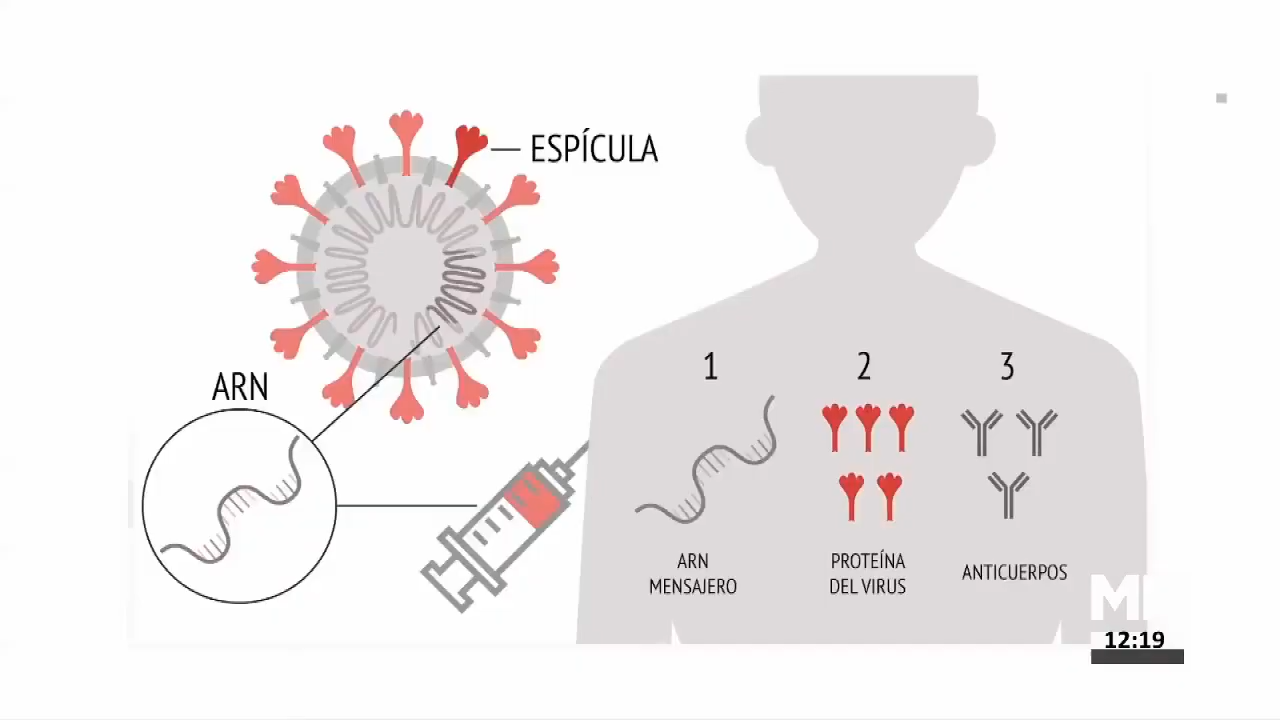 ESPÍCULA
ARN
1
2
3
ARN
MENSAJERO
PROTEÍNA
DEL VIRUS
ANTICUERPOS
12:19